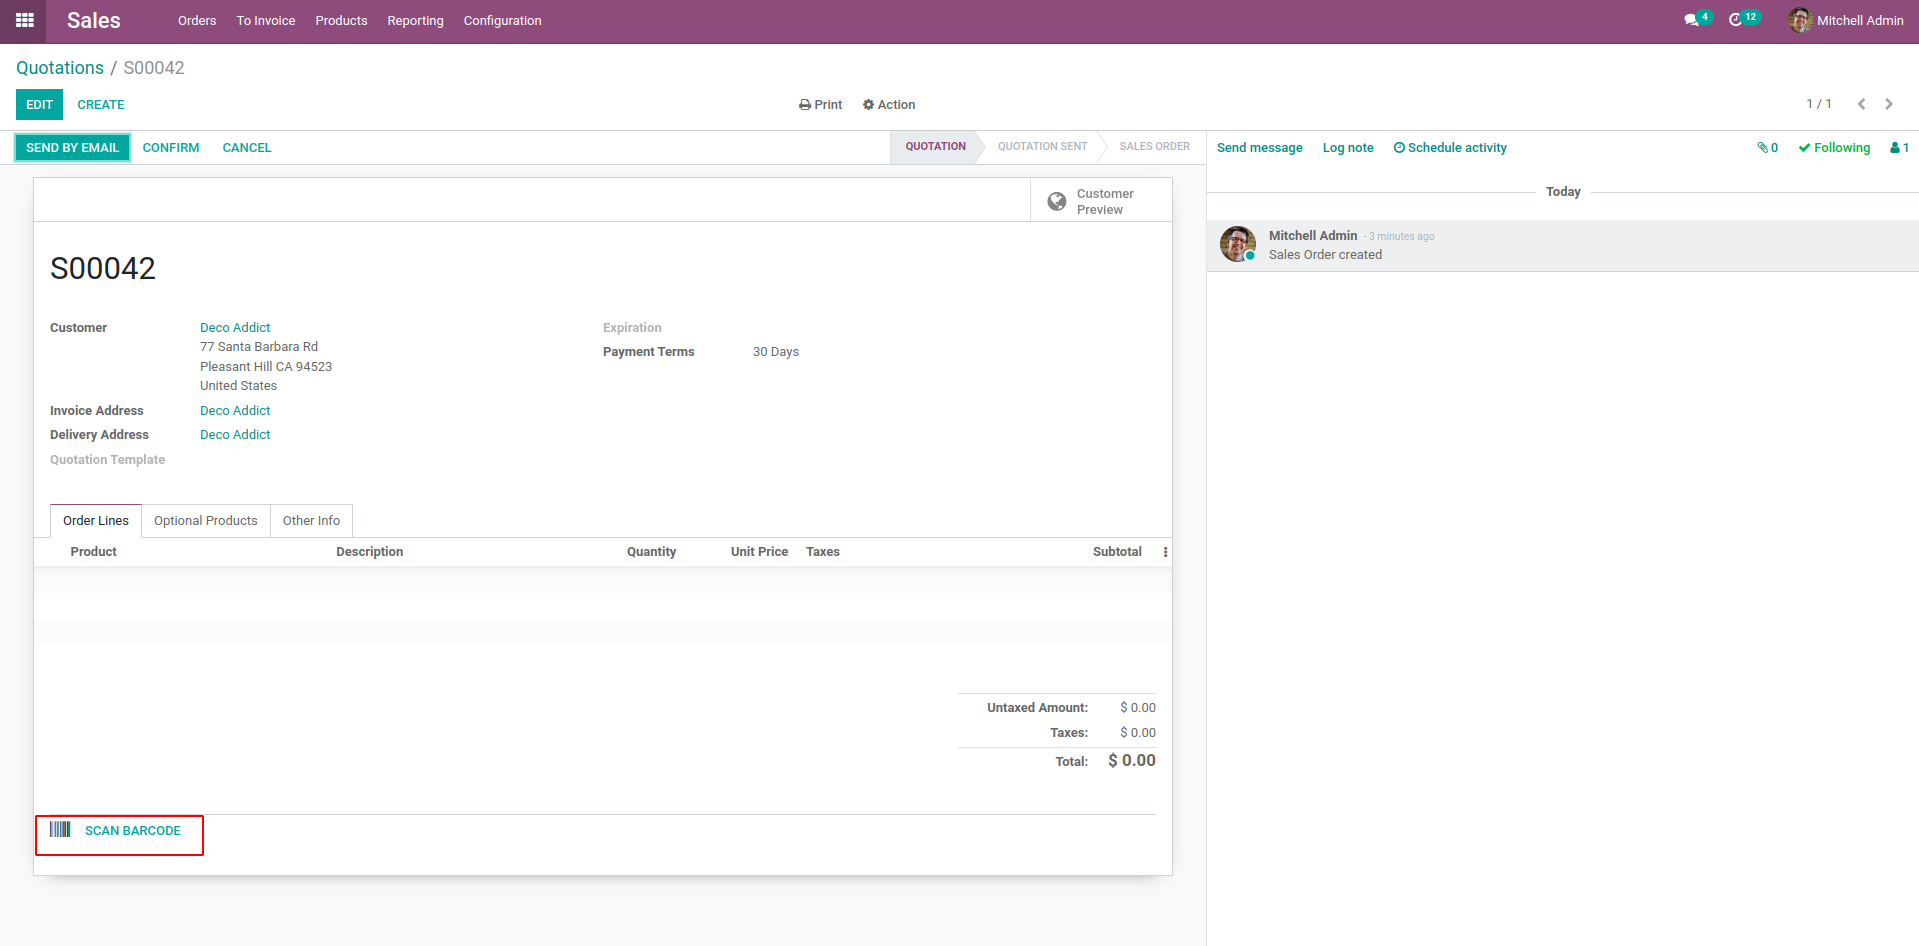 Sales Orders To Invoice Products Reporting Configuration 4 12 Mitchell Admin
Quotations / S00042
EDIT CREATE Print Action 1 / 1
SEND BY EMAIL CONFIRM CANCEL QUOTATION QUOTATION SENT SALES ORDER Send message Log note Schedule activity 0 Following 1
Today
Customer
Preview
Mitchell Admin - 3 minutes ago
Sales Order created
S00042
Customer Deco Addict
77 Santa Barbara Rd
Pleasant Hill CA 94523
United States
Expiration
Payment Terms 30 Days
Invoice Address Deco Addict
Delivery Address Deco Addict
Quotation Template
Order Lines Optional Products Other Info
Product Description Quantity Unit Price Taxes Subtotal
Untaxed Amount: $ 0.00
Taxes: $ 0.00
Total: $ 0.00
SCAN BARCODE